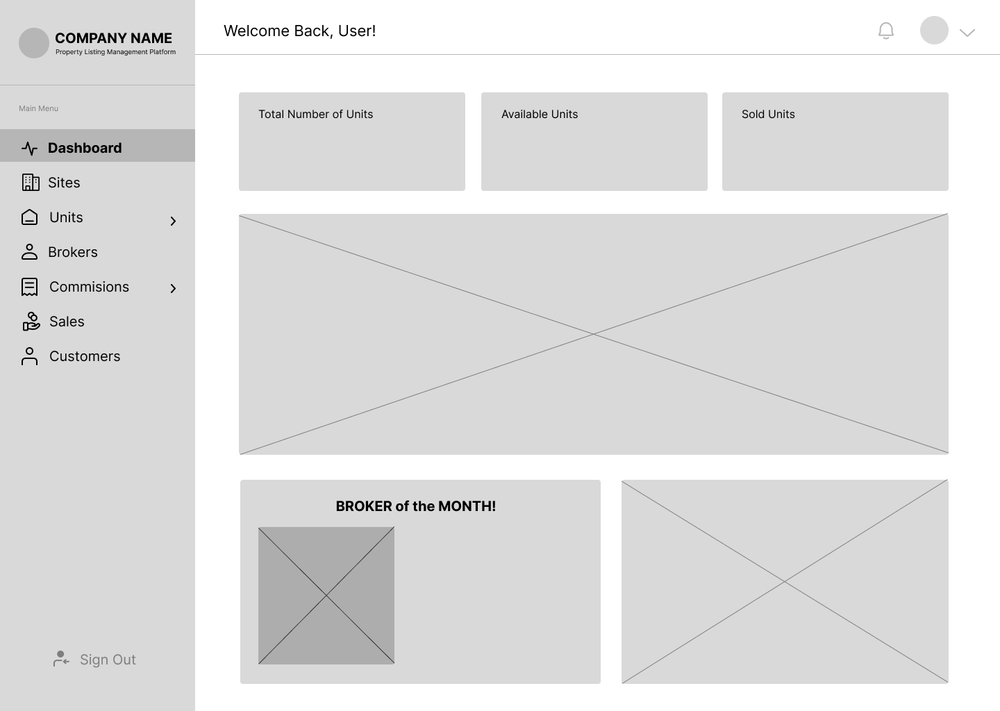 COMPANY NAME
Property Listing Management Platform
Main Menu
Dashboard
Sites
Units
Brokers
Commisions
Sales
Customers
Sign Out
Welcome Back, User!
Total Number of Units
Available Units
Sold Units
BROKER of the MONTH!